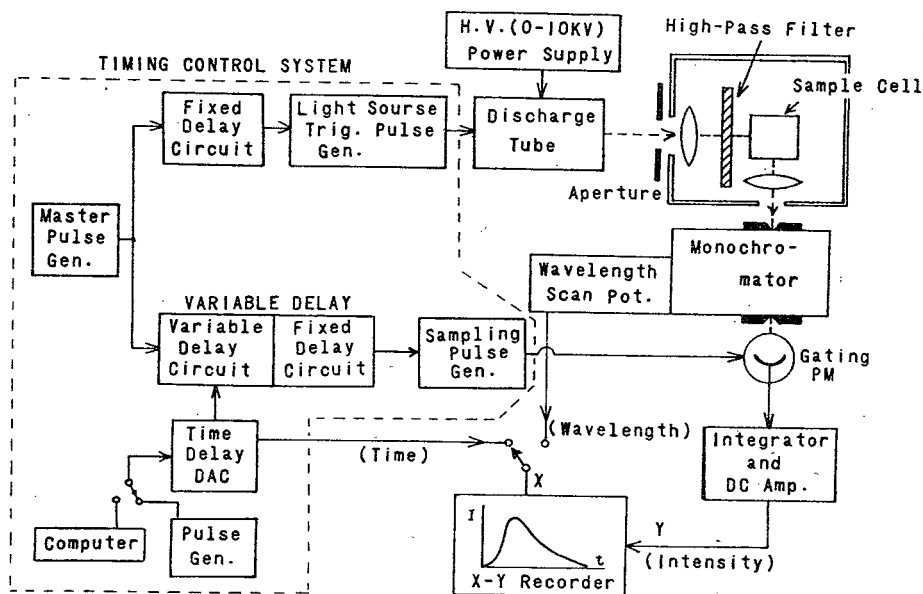 H.V.(0-10KV)
Power Supply
High-Pass Filter
TIMING CONTROL SYSTEM
Sample Cell
Fixed
Delay
Circuit
Light Sourse
Trig. Pulse
Gen.
Discharge
Tube
Aperture
Master
Pulse
Gen.
Monochro-
mator
Wavelength
Scan Pot.
VARIABLE DELAY
Variable
Delay
Circuit
Fixed
Delay
Circuit
Sampling
Pulse
Gen.
Gating
PM
Time
Delay
DAC
(Time)
(Wavelength)
Integrator
and
DC Amp.
X
Computer
Pulse
Gen.
I
t
X-Y Recorder
Y
(Intensity)